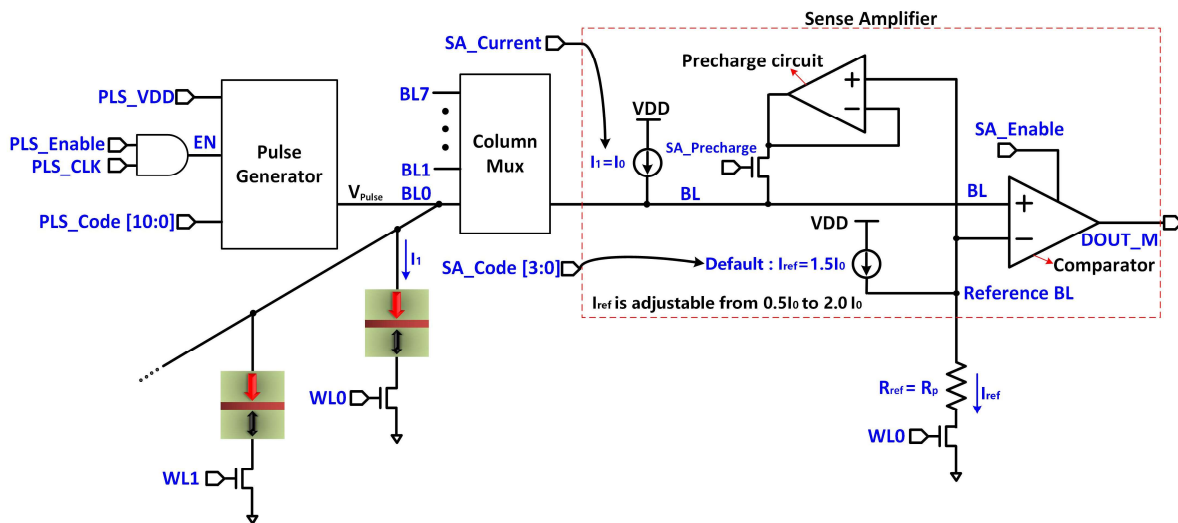 Sense Amplifier
SA_Current
Precharge circuit
PLS_VDD
PLS_Enable
PLS_CLK
EN
Pulse
Generator
PLS_Code [10:0]
V_Pulse
BL7
BL1
BL0
Column
Mux
VDD
I₁=I₀
SA_Precharge
BL
+
−
SA_Enable
BL
+
−
DOUT_M
Comparator
VDD
SA_Code [3:0]
Default : Iref=1.5I₀
Iref is adjustable from 0.5I₀ to 2.0 I₀
Reference BL
I₁
WL0
WL1
Rref = Rp
Iref
WL0